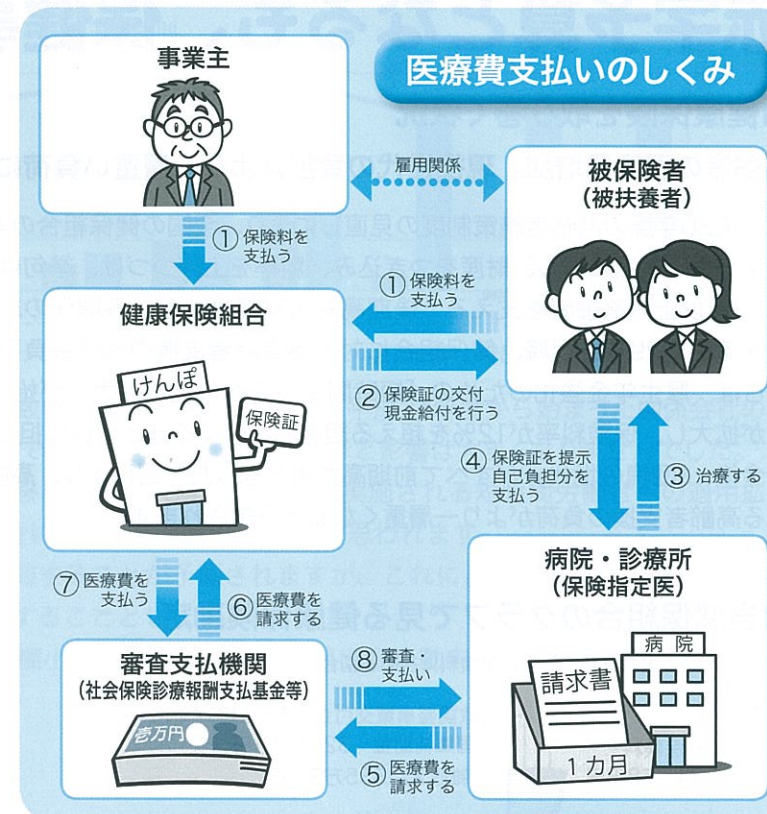 医療費支払いのしくみ
事業主
雇用関係
被保険者
(被扶養者)
①保険料を
支払う
①保険料を
支払う
健康保険組合
けんぽ
保険証
②保険証の交付
現金給付を行う
④保険証を提示
自己負担分を
支払う
③治療する
病院・診療所
(保険指定医)
病院
請求書
1カ月
⑦医療費を
支払う
⑥医療費を
請求する
審査支払機関
(社会保険診療報酬支払基金等)
壱万円
⑧審査・
支払い
⑤医療費を
請求する